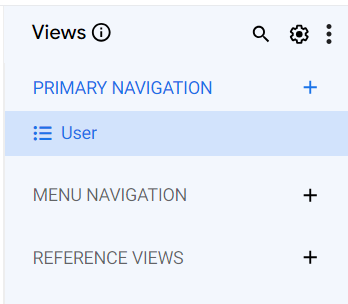 Views
PRIMARY NAVIGATION
User
MENU NAVIGATION
REFERENCE VIEWS